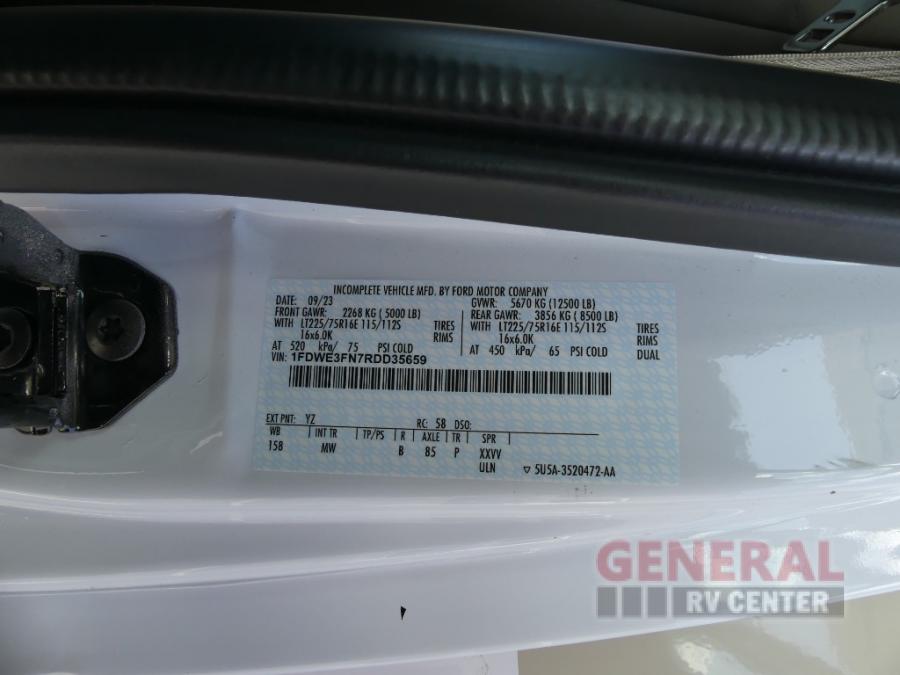 INCOMPLETE VEHICLE MFD. BY FORD MOTOR COMPANY
DATE: 09/23 GVWR: 5670 KG (12500 LB)
FRONT GAWR: 2268 KG ( 5000 LB) REAR GAWR: 3856 KG ( 8500 LB)
WITH LT225/75R16E 115/112S TIRES WITH LT225/75R16E 115/112S TIRES
16x6.0K RIMS 16x6.0K RIMS
AT 520 kPa/ 75 PSI COLD AT 450 kPa/ 65 PSI COLD DUAL
VIN: 1FDWE3FN7RDD35659
EXT PNT: YZ RC: 58 DSO:
WB INT TR TP/PS R AXLE TR SPR
158 MW B 85 P XXVV
ULN ▽ 5U5A-3520472-AA
GENERAL
RV CENTER